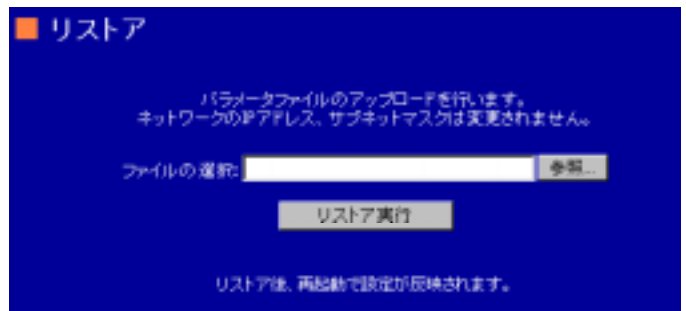 リストア
パラメータファイルのアップロードを行います。
ネットワークのIPアドレス、サブネットマスクは変更されません。
ファイルの選択:
参照...
リストア実行
リストア後、再起動で設定が反映されます。